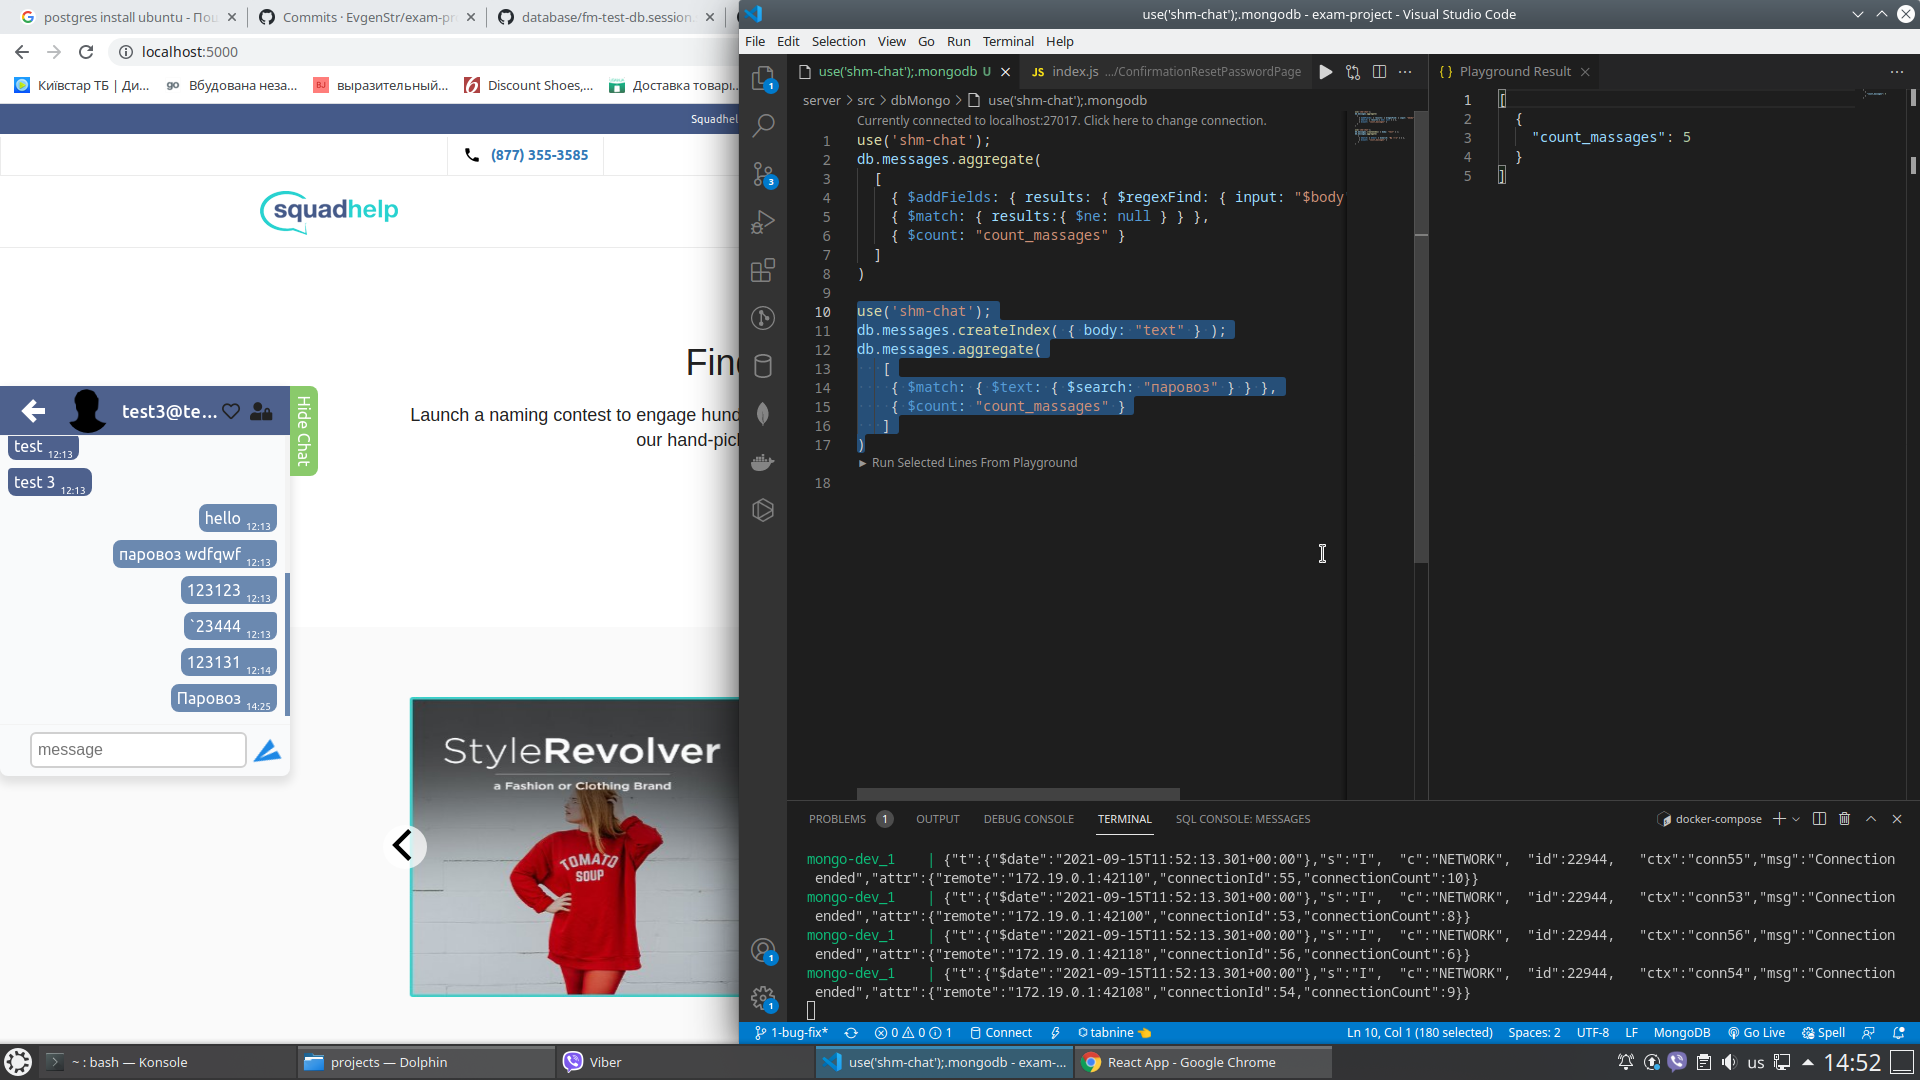 postgres install ubuntu - По
Commits · EvgenStr/exam-pr
database/fm-test-db.session.
localhost:5000
Київстар ТБ | Ди...
go
Вбудована неза...
BJ
выразительный...
Discount Shoes,...
Доставка товарі...
Squadhel
(877) 355-3585
squadhelp
Find
Launch a naming contest to engage hund
our hand-pick
test3@te...
Hide Chat
test 12:13
test 3 12:13
hello 12:13
паровоз wdfqwf 12:13
123123 12:13
`23444 12:13
123131 12:14
Паровоз 14:25
message
StyleRevolver
a Fashion or Clothing Brand
TOMATO
SOUP
use('shm-chat');.mongodb - exam-project - Visual Studio Code
File Edit Selection View Go Run Terminal Help
use('shm-chat');.mongodb U
JS index.js .../ConfirmationResetPasswordPage
{ } Playground Result
server > src > dbMongo > use('shm-chat');.mongodb
Currently connected to localhost:27017. Click here to change connection.
1 use('shm-chat');
2 db.messages.aggregate(
3 [
4 { $addFields: { results: { $regexFind: { input: "$body
5 { $match: { results:{ $ne: null } } },
6 { $count: "count_massages" }
7 ]
8 )
9
10 use('shm-chat');
11 db.messages.createIndex( { body: "text" } );
12 db.messages.aggregate(
13 [
14 { $match: { $text: { $search: "паровоз" } } },
15 { $count: "count_massages" }
16 ]
17 )
Run Selected Lines From Playground
18
1 [
2 {
3 "count_massages": 5
4 }
5 ]
1
3
PROBLEMS 1 OUTPUT DEBUG CONSOLE TERMINAL SQL CONSOLE: MESSAGES
docker-compose
mongo-dev_1 | {"t":{"$date":"2021-09-15T11:52:13.301+00:00"},"s":"I", "c":"NETWORK", "id":22944, "ctx":"conn55","msg":"Connection
ended","attr":{"remote":"172.19.0.1:42110","connectionId":55,"connectionCount":10}}
mongo-dev_1 | {"t":{"$date":"2021-09-15T11:52:13.301+00:00"},"s":"I", "c":"NETWORK", "id":22944, "ctx":"conn53","msg":"Connection
ended","attr":{"remote":"172.19.0.1:42100","connectionId":53,"connectionCount":8}}
mongo-dev_1 | {"t":{"$date":"2021-09-15T11:52:13.301+00:00"},"s":"I", "c":"NETWORK", "id":22944, "ctx":"conn56","msg":"Connection
ended","attr":{"remote":"172.19.0.1:42118","connectionId":56,"connectionCount":6}}
mongo-dev_1 | {"t":{"$date":"2021-09-15T11:52:13.301+00:00"},"s":"I", "c":"NETWORK", "id":22944, "ctx":"conn54","msg":"Connection
ended","attr":{"remote":"172.19.0.1:42108","connectionId":54,"connectionCount":9}}
1
1
1-bug-fix* 0 0 1 Connect tabnine
Ln 10, Col 1 (180 selected) Spaces: 2 UTF-8 LF MongoDB Go Live Spell
~ : bash — Konsole
projects — Dolphin
Viber
use('shm-chat');.mongodb - exam-...
React App - Google Chrome
us
14:52